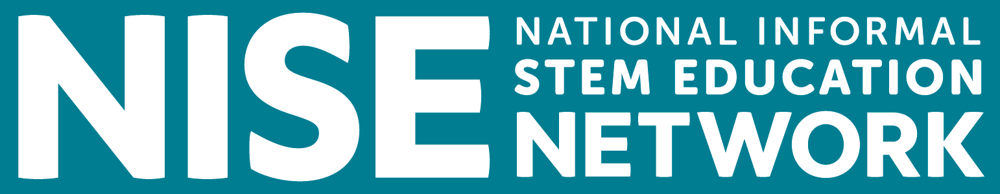 NISE
NATIONAL INFORMAL
STEM EDUCATION
NETWORK